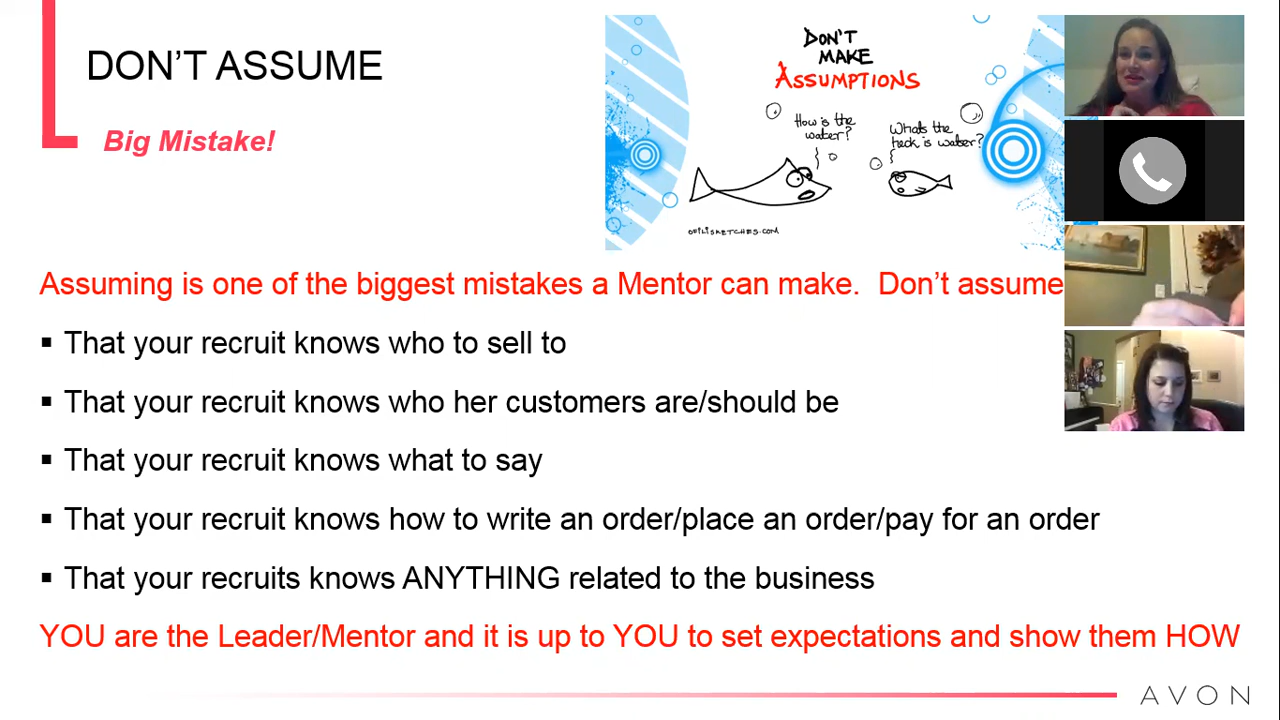 DON'T ASSUME
Big Mistake!
DON'T
MAKE
ASSUMPTIONS
How is the
water?
What's the
heck is water?
Assuming is one of the biggest mistakes a Mentor can make.  Don't assume
▪ That your recruit knows who to sell to
▪ That your recruit knows who her customers are/should be
▪ That your recruit knows what to say
▪ That your recruit knows how to write an order/place an order/pay for an order
▪ That your recruits knows ANYTHING related to the business
YOU are the Leader/Mentor and it is up to YOU to set expectations and show them HOW
AVON